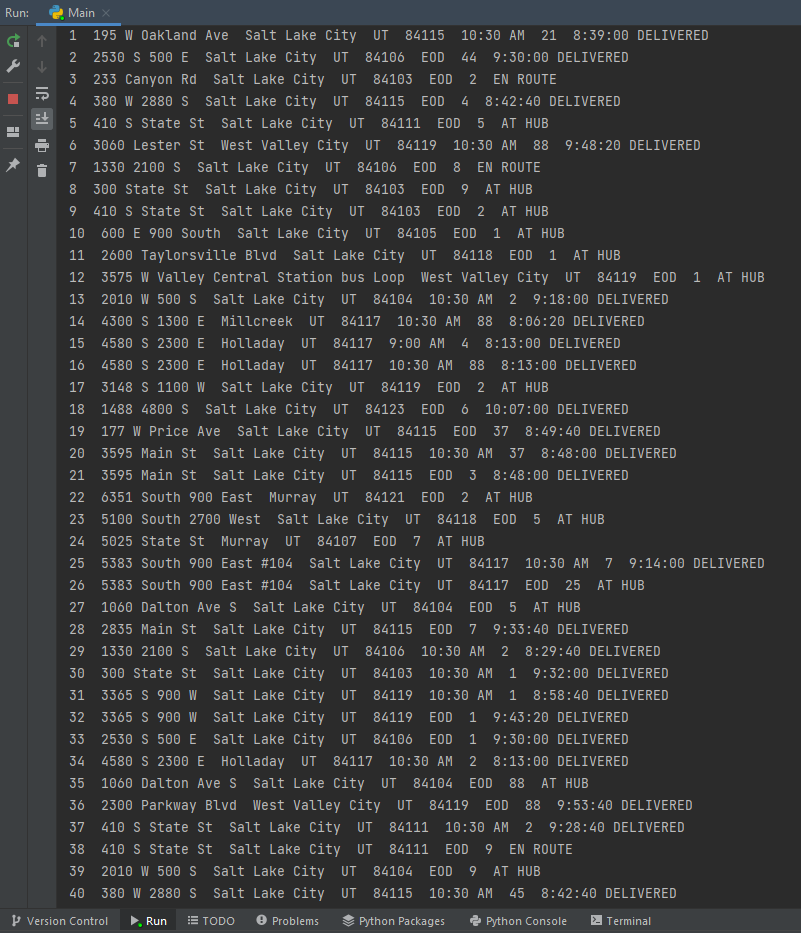 Run: Main
1 195 W Oakland Ave Salt Lake City UT 84115 10:30 AM 21 8:39:00 DELIVERED
2 2530 S 500 E Salt Lake City UT 84106 EOD 44 9:30:00 DELIVERED
3 233 Canyon Rd Salt Lake City UT 84103 EOD 2 EN ROUTE
4 380 W 2880 S Salt Lake City UT 84115 EOD 4 8:42:40 DELIVERED
5 410 S State St Salt Lake City UT 84111 EOD 5 AT HUB
6 3060 Lester St West Valley City UT 84119 10:30 AM 88 9:48:20 DELIVERED
7 1330 2100 S Salt Lake City UT 84106 EOD 8 EN ROUTE
8 300 State St Salt Lake City UT 84103 EOD 9 AT HUB
9 410 S State St Salt Lake City UT 84103 EOD 2 AT HUB
10 600 E 900 South Salt Lake City UT 84105 EOD 1 AT HUB
11 2600 Taylorsville Blvd Salt Lake City UT 84118 EOD 1 AT HUB
12 3575 W Valley Central Station bus Loop West Valley City UT 84119 EOD 1 AT HUB
13 2010 W 500 S Salt Lake City UT 84104 10:30 AM 2 9:18:00 DELIVERED
14 4300 S 1300 E Millcreek UT 84117 10:30 AM 88 8:06:20 DELIVERED
15 4580 S 2300 E Holladay UT 84117 9:00 AM 4 8:13:00 DELIVERED
16 4580 S 2300 E Holladay UT 84117 10:30 AM 88 8:13:00 DELIVERED
17 3148 S 1100 W Salt Lake City UT 84119 EOD 2 AT HUB
18 1488 4800 S Salt Lake City UT 84123 EOD 6 10:07:00 DELIVERED
19 177 W Price Ave Salt Lake City UT 84115 EOD 37 8:49:40 DELIVERED
20 3595 Main St Salt Lake City UT 84115 10:30 AM 37 8:48:00 DELIVERED
21 3595 Main St Salt Lake City UT 84115 EOD 3 8:48:00 DELIVERED
22 6351 South 900 East Murray UT 84121 EOD 2 AT HUB
23 5100 South 2700 West Salt Lake City UT 84118 EOD 5 AT HUB
24 5025 State St Murray UT 84107 EOD 7 AT HUB
25 5383 South 900 East #104 Salt Lake City UT 84117 10:30 AM 7 9:14:00 DELIVERED
26 5383 South 900 East #104 Salt Lake City UT 84117 EOD 25 AT HUB
27 1060 Dalton Ave S Salt Lake City UT 84104 EOD 5 AT HUB
28 2835 Main St Salt Lake City UT 84115 EOD 7 9:33:40 DELIVERED
29 1330 2100 S Salt Lake City UT 84106 10:30 AM 2 8:29:40 DELIVERED
30 300 State St Salt Lake City UT 84103 10:30 AM 1 9:32:00 DELIVERED
31 3365 S 900 W Salt Lake City UT 84119 10:30 AM 1 8:58:40 DELIVERED
32 3365 S 900 W Salt Lake City UT 84119 EOD 1 9:43:20 DELIVERED
33 2530 S 500 E Salt Lake City UT 84106 EOD 1 9:30:00 DELIVERED
34 4580 S 2300 E Holladay UT 84117 10:30 AM 2 8:13:00 DELIVERED
35 1060 Dalton Ave S Salt Lake City UT 84104 EOD 88 AT HUB
36 2300 Parkway Blvd West Valley City UT 84119 EOD 88 9:53:40 DELIVERED
37 410 S State St Salt Lake City UT 84111 10:30 AM 2 9:28:40 DELIVERED
38 410 S State St Salt Lake City UT 84111 EOD 9 EN ROUTE
39 2010 W 500 S Salt Lake City UT 84104 EOD 9 AT HUB
40 380 W 2880 S Salt Lake City UT 84115 10:30 AM 45 8:42:40 DELIVERED
Version Control Run TODO Problems Python Packages Python Console Terminal